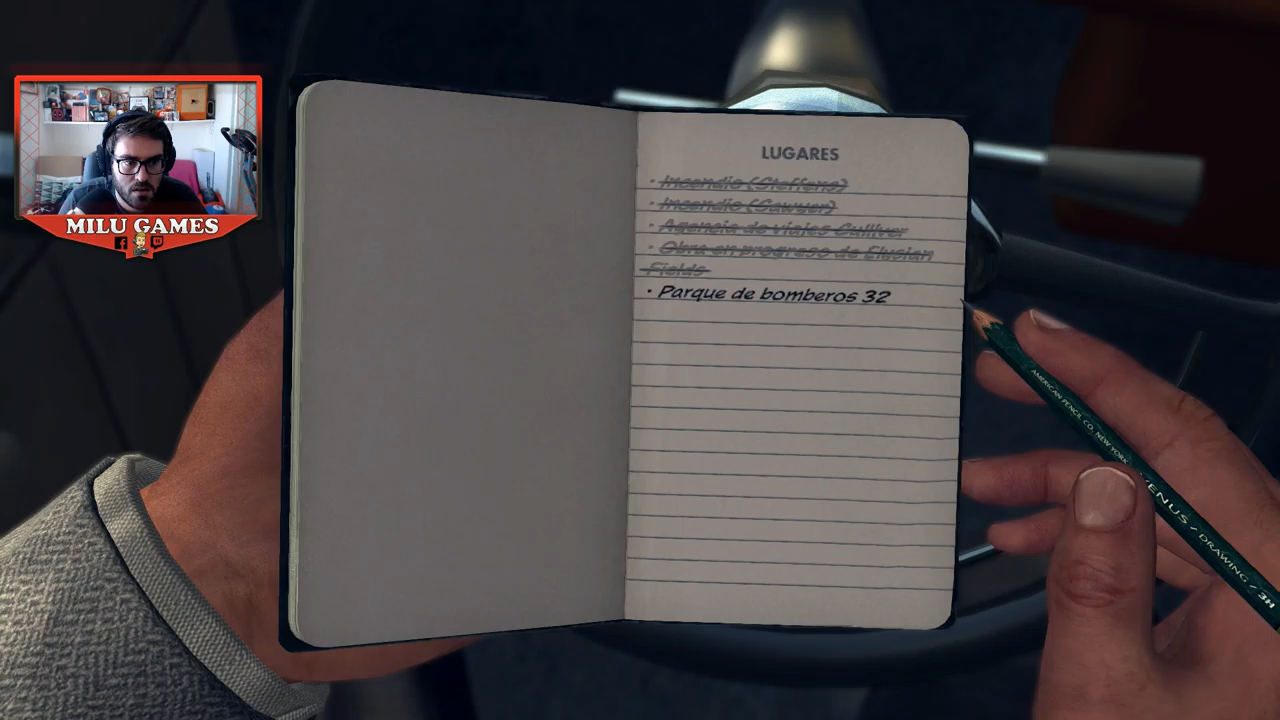 MILU GAMES
LUGARES
· Incendio (Steffens)
· Incendio (Sawyer)
· Agencia de viajes Gulliver
· Obra en progreso de Elysian
Fields
· Parque de bomberos 32
AMERICAN PENCIL CO. NEW YORK
VENUS / DRAWING / 3H